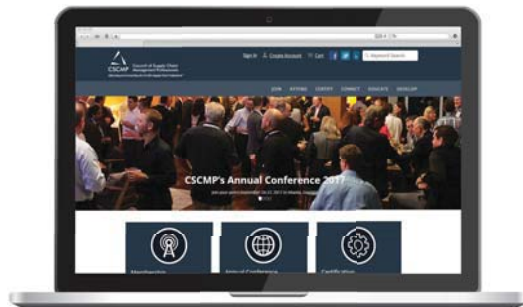 Sign In Create Account Cart Keyword Search
CSCMP Council of Supply Chain
Management Professionals
JOIN ATTEND CERTIFY CONNECT EDUCATE DEVELOP
CSCMP's Annual Conference 2017
Membership Annual Conference Certification